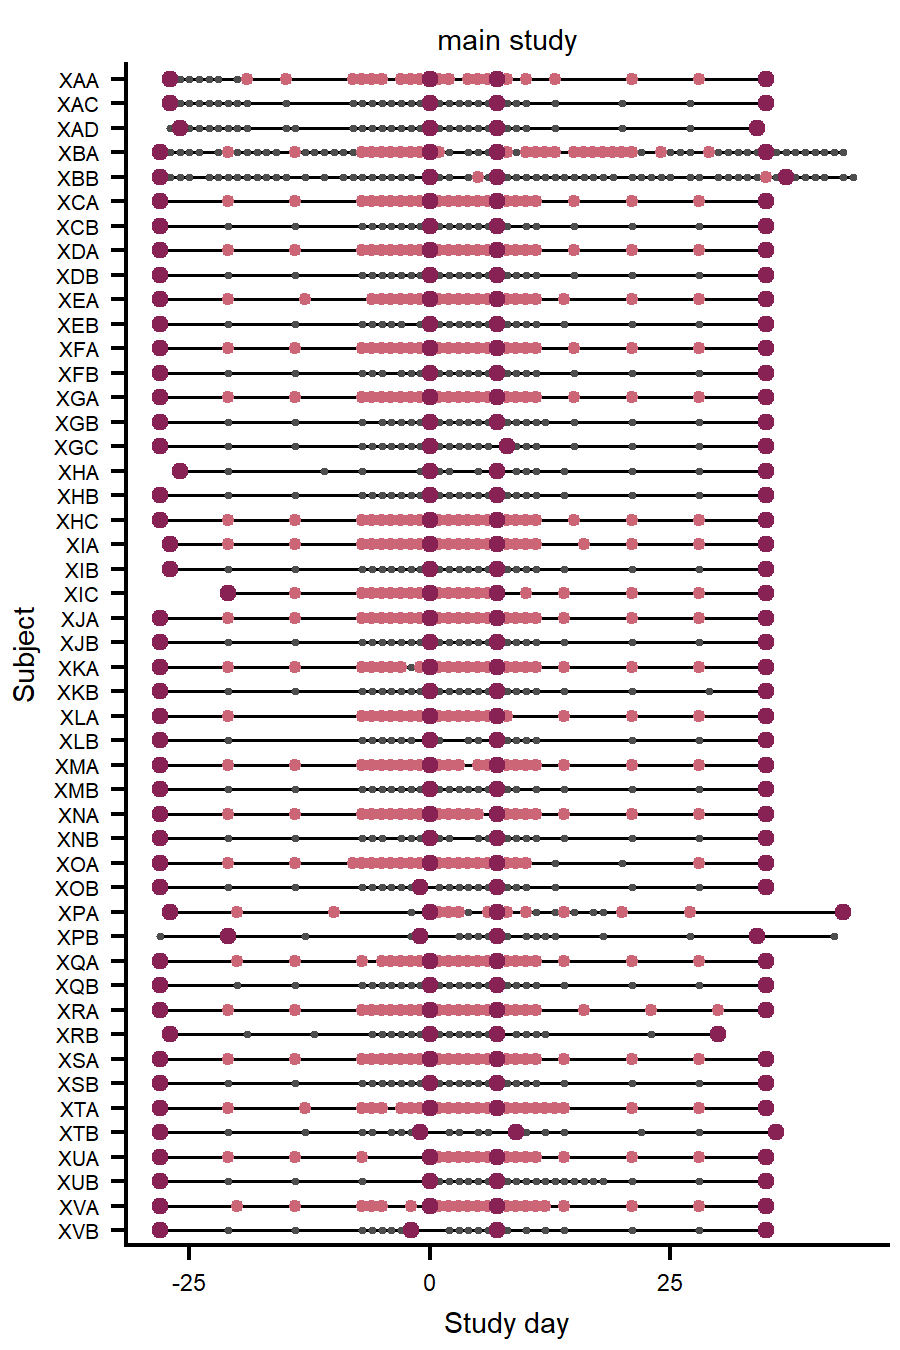 main study
XAA
XAC
XAD
XBA
XBB
XCA
XCB
XDA
XDB
XEA
XEB
XFA
XFB
XGA
XGB
XGC
XHA
XHB
XHC
XIA
XIB
XIC
XJA
XJB
XKA
XKB
XLA
XLB
XMA
XMB
XNA
XNB
XOA
XOB
XPA
XPB
XQA
XQB
XRA
XRB
XSA
XSB
XTA
XTB
XUA
XUB
XVA
XVB
Subject
-25 0 25
Study day